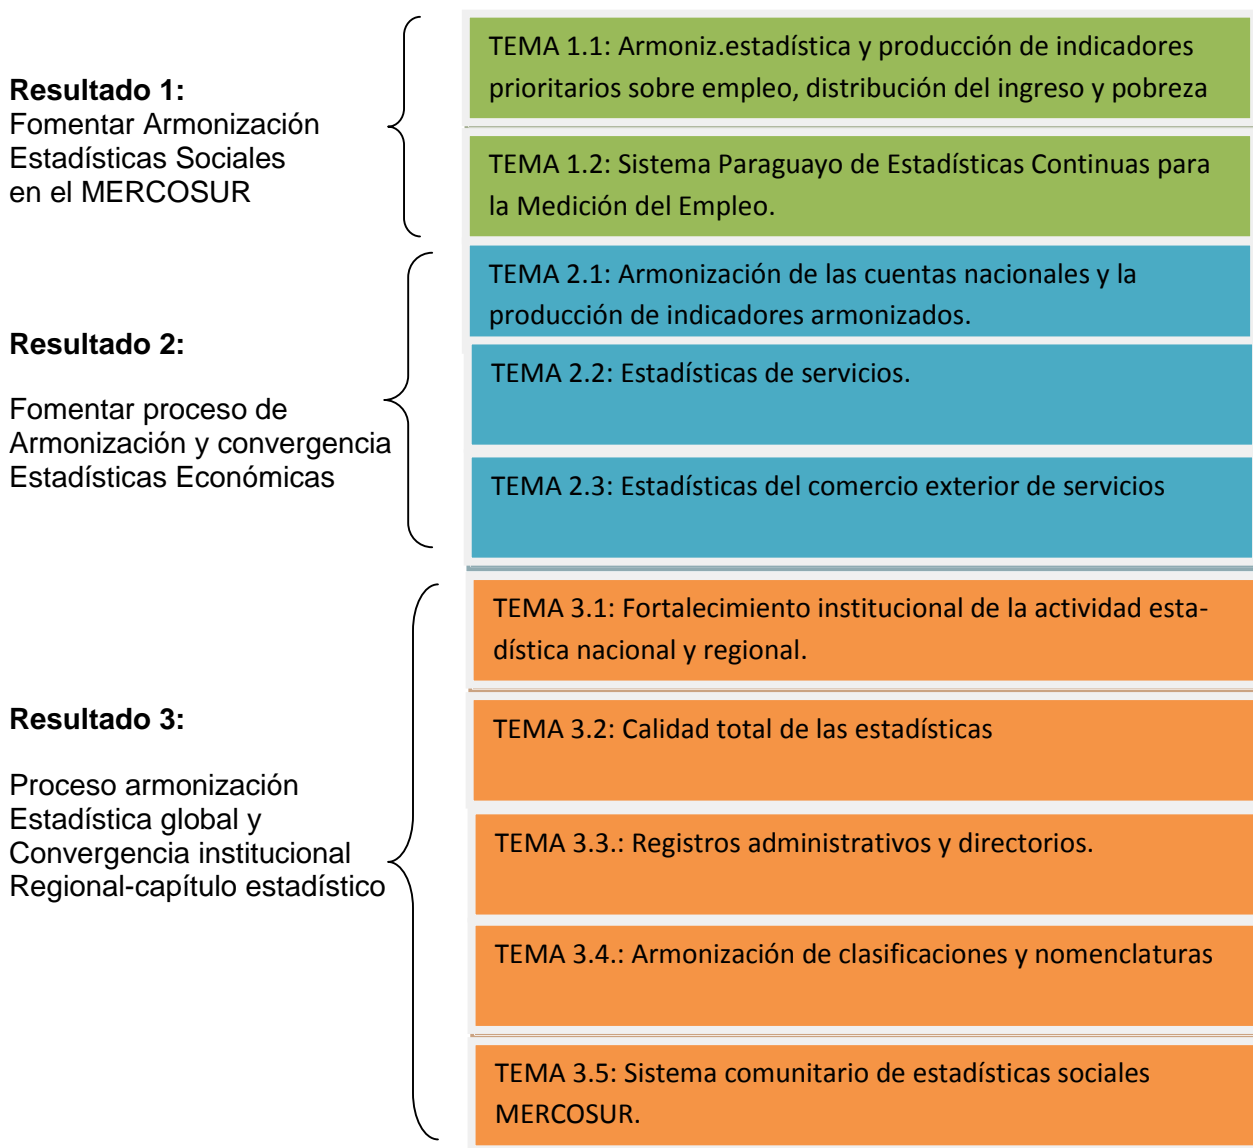 Resultado 1:
Fomentar Armonización
Estadísticas Sociales
en el MERCOSUR
TEMA 1.1: Armoniz.estadística y producción de indicadores
prioritarios sobre empleo, distribución del ingreso y pobreza
TEMA 1.2: Sistema Paraguayo de Estadísticas Continuas para
la Medición del Empleo.
Resultado 2:
Fomentar proceso de
Armonización y convergencia
Estadísticas Económicas
TEMA 2.1: Armonización de las cuentas nacionales y la
producción de indicadores armonizados.
TEMA 2.2: Estadísticas de servicios.
TEMA 2.3: Estadísticas del comercio exterior de servicios
Resultado 3:
Proceso armonización
Estadística global y
Convergencia institucional
Regional-capítulo estadístico
TEMA 3.1: Fortalecimiento institucional de la actividad esta-
dística nacional y regional.
TEMA 3.2: Calidad total de las estadísticas
TEMA 3.3.: Registros administrativos y directorios.
TEMA 3.4.: Armonización de clasificaciones y nomenclaturas
TEMA 3.5: Sistema comunitario de estadísticas sociales
MERCOSUR.